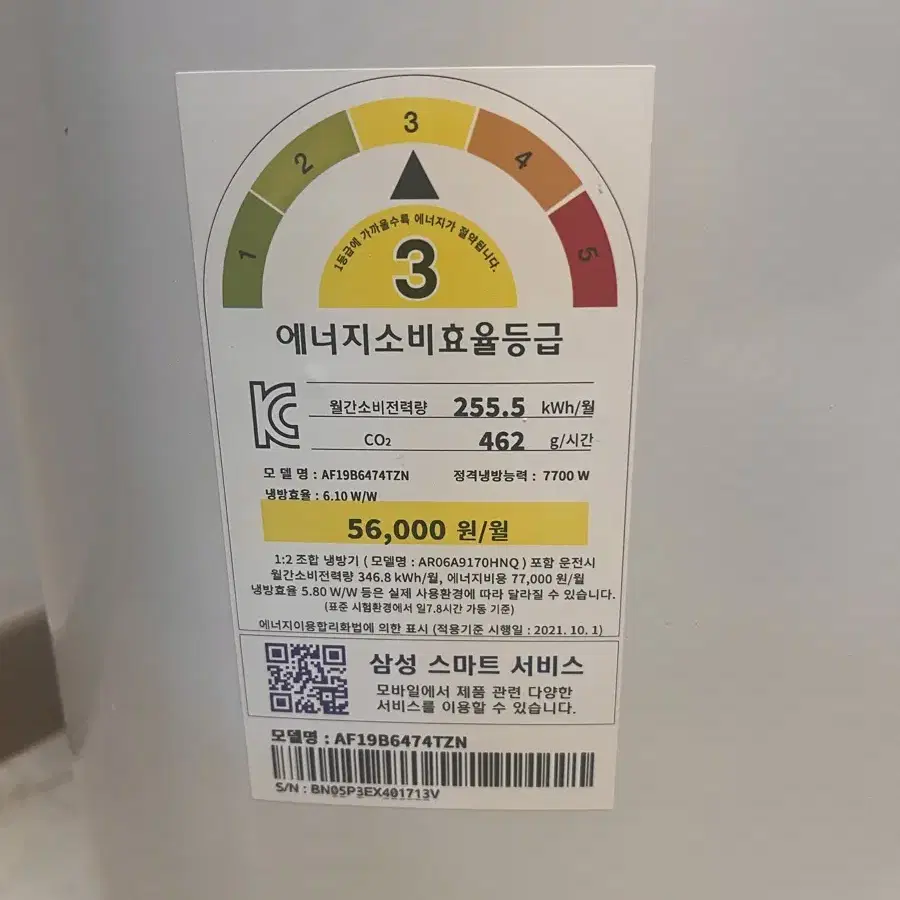 1 2 3 4 5
1등급에 가까울수록 에너지가 절약됩니다.
3
에너지소비효율등급
월간소비전력량 255.5 kWh/월
CO₂ 462 g/시간
모 델 명 : AF19B6474TZN 정격냉방능력 : 7700 W
냉방효율 : 6.10 W/W
56,000 원/월
1:2 조합 냉방기 ( 모델명 : AR06A9170HNQ ) 포함 운전시
월간소비전력량 346.8 kWh/월, 에너지비용 77,000 원/월
냉방효율 5.80 W/W 등은 실제 사용환경에 따라 달라질 수 있습니다.
(표준 시험환경에서 일7.8시간 가동 기준)
에너지이용합리화법에 의한 표시 (적용기준 시행일 : 2021. 10. 1)
삼성 스마트 서비스
모바일에서 제품 관련 다양한
서비스를 이용할 수 있습니다.
모델명 : AF19B6474TZN
S/N : BN05P3EX401713V